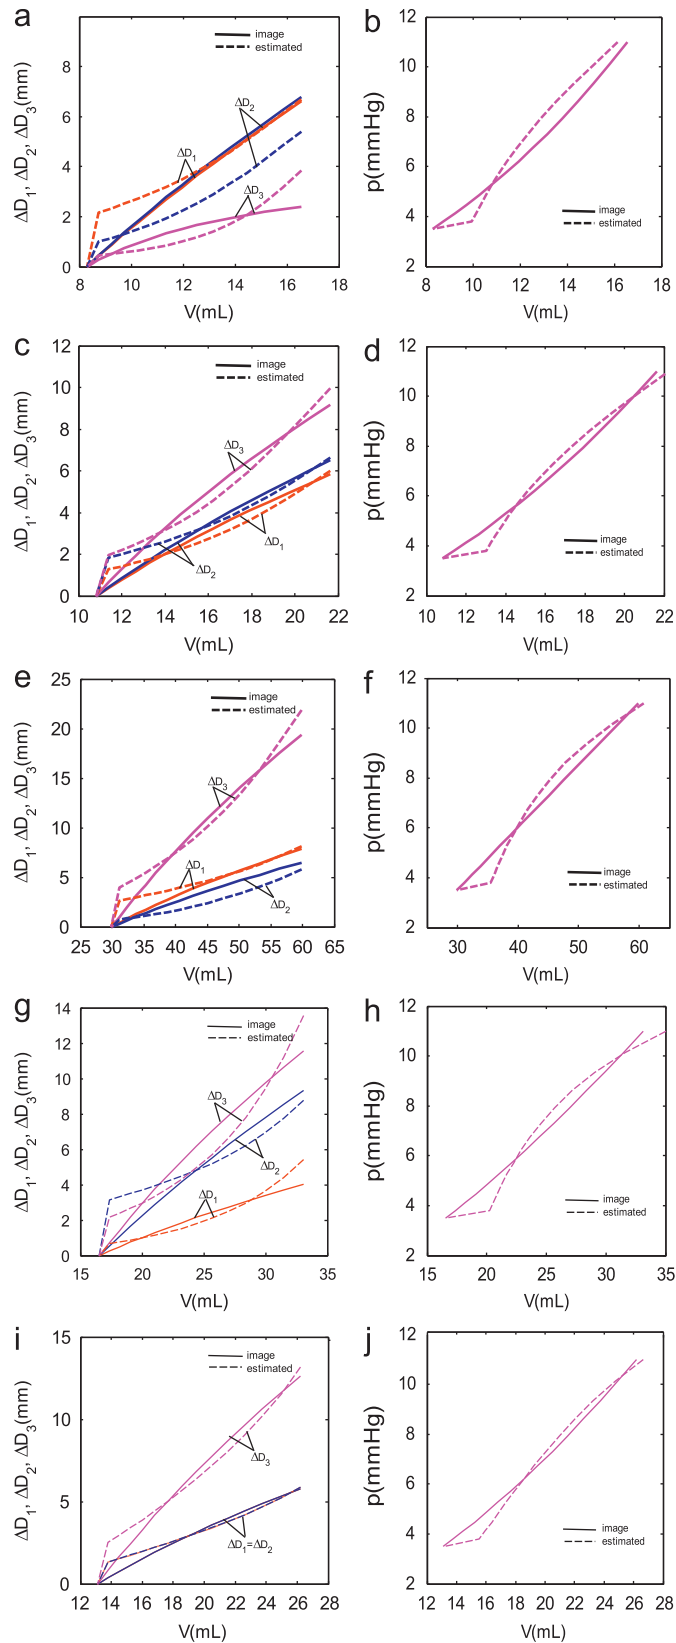 a
image
estimated
8
6
4
2
0
ΔD1, ΔD2, ΔD3(mm)
ΔD2
ΔD1
ΔD3
8 10 12 14 16 18
V(mL)
b
12
10
8
6
4
2
p(mmHg)
image
estimated
8 10 12 14 16 18
V(mL)
c
image
estimated
12
10
8
6
4
2
0
ΔD1, ΔD2, ΔD3(mm)
ΔD3
ΔD1
ΔD2
10 12 14 16 18 20 22
V(mL)
d
12
10
8
6
4
2
p(mmHg)
image
estimated
10 12 14 16 18 20 22
V(mL)
e
image
estimated
25
20
15
10
5
0
ΔD1, ΔD2, ΔD3(mm)
ΔD3
ΔD1
ΔD2
25 30 35 40 45 50 55 60 65
V(mL)
f
12
10
8
6
4
2
p(mmHg)
image
estimated
30 40 50 60
V(mL)
g
image
estimated
14
12
10
8
6
4
2
0
ΔD1, ΔD2, ΔD3(mm)
ΔD3
ΔD2
ΔD1
15 20 25 30 35
V(mL)
h
12
10
8
6
4
2
p(mmHg)
image
estimated
15 20 25 30 35
V(mL)
i
image
estimated
15
10
5
0
ΔD1, ΔD2, ΔD3(mm)
ΔD3
ΔD1=ΔD2
12 14 16 18 20 22 24 26 28
V(mL)
j
12
10
8
6
4
2
p(mmHg)
image
estimated
12 14 16 18 20 22 24 26 28
V(mL)